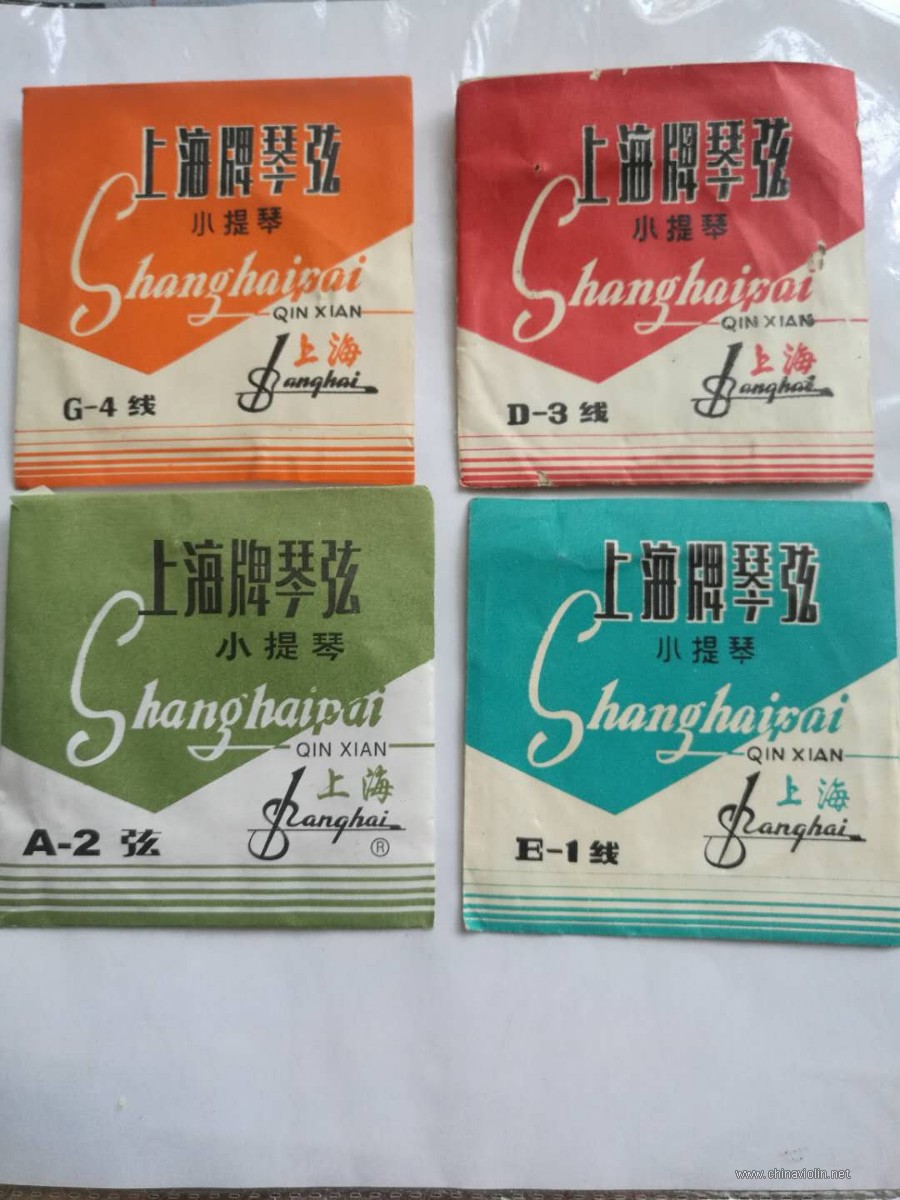 上海牌琴弦
小提琴
Shanghaipai
QIN XIAN
上海
Shanghai
G-4 线
上海牌琴弦
小提琴
Shanghaipai
QIN XIAN
上海
Shanghai
D-3 线
上海牌琴弦
小提琴
Shanghaipai
QIN XIAN
上海
Shanghai
A-2 弦
®
上海牌琴弦
小提琴
Shanghaipai
QIN XIAN
上海
Shanghai
E-1 线
www.chinaviolin.net